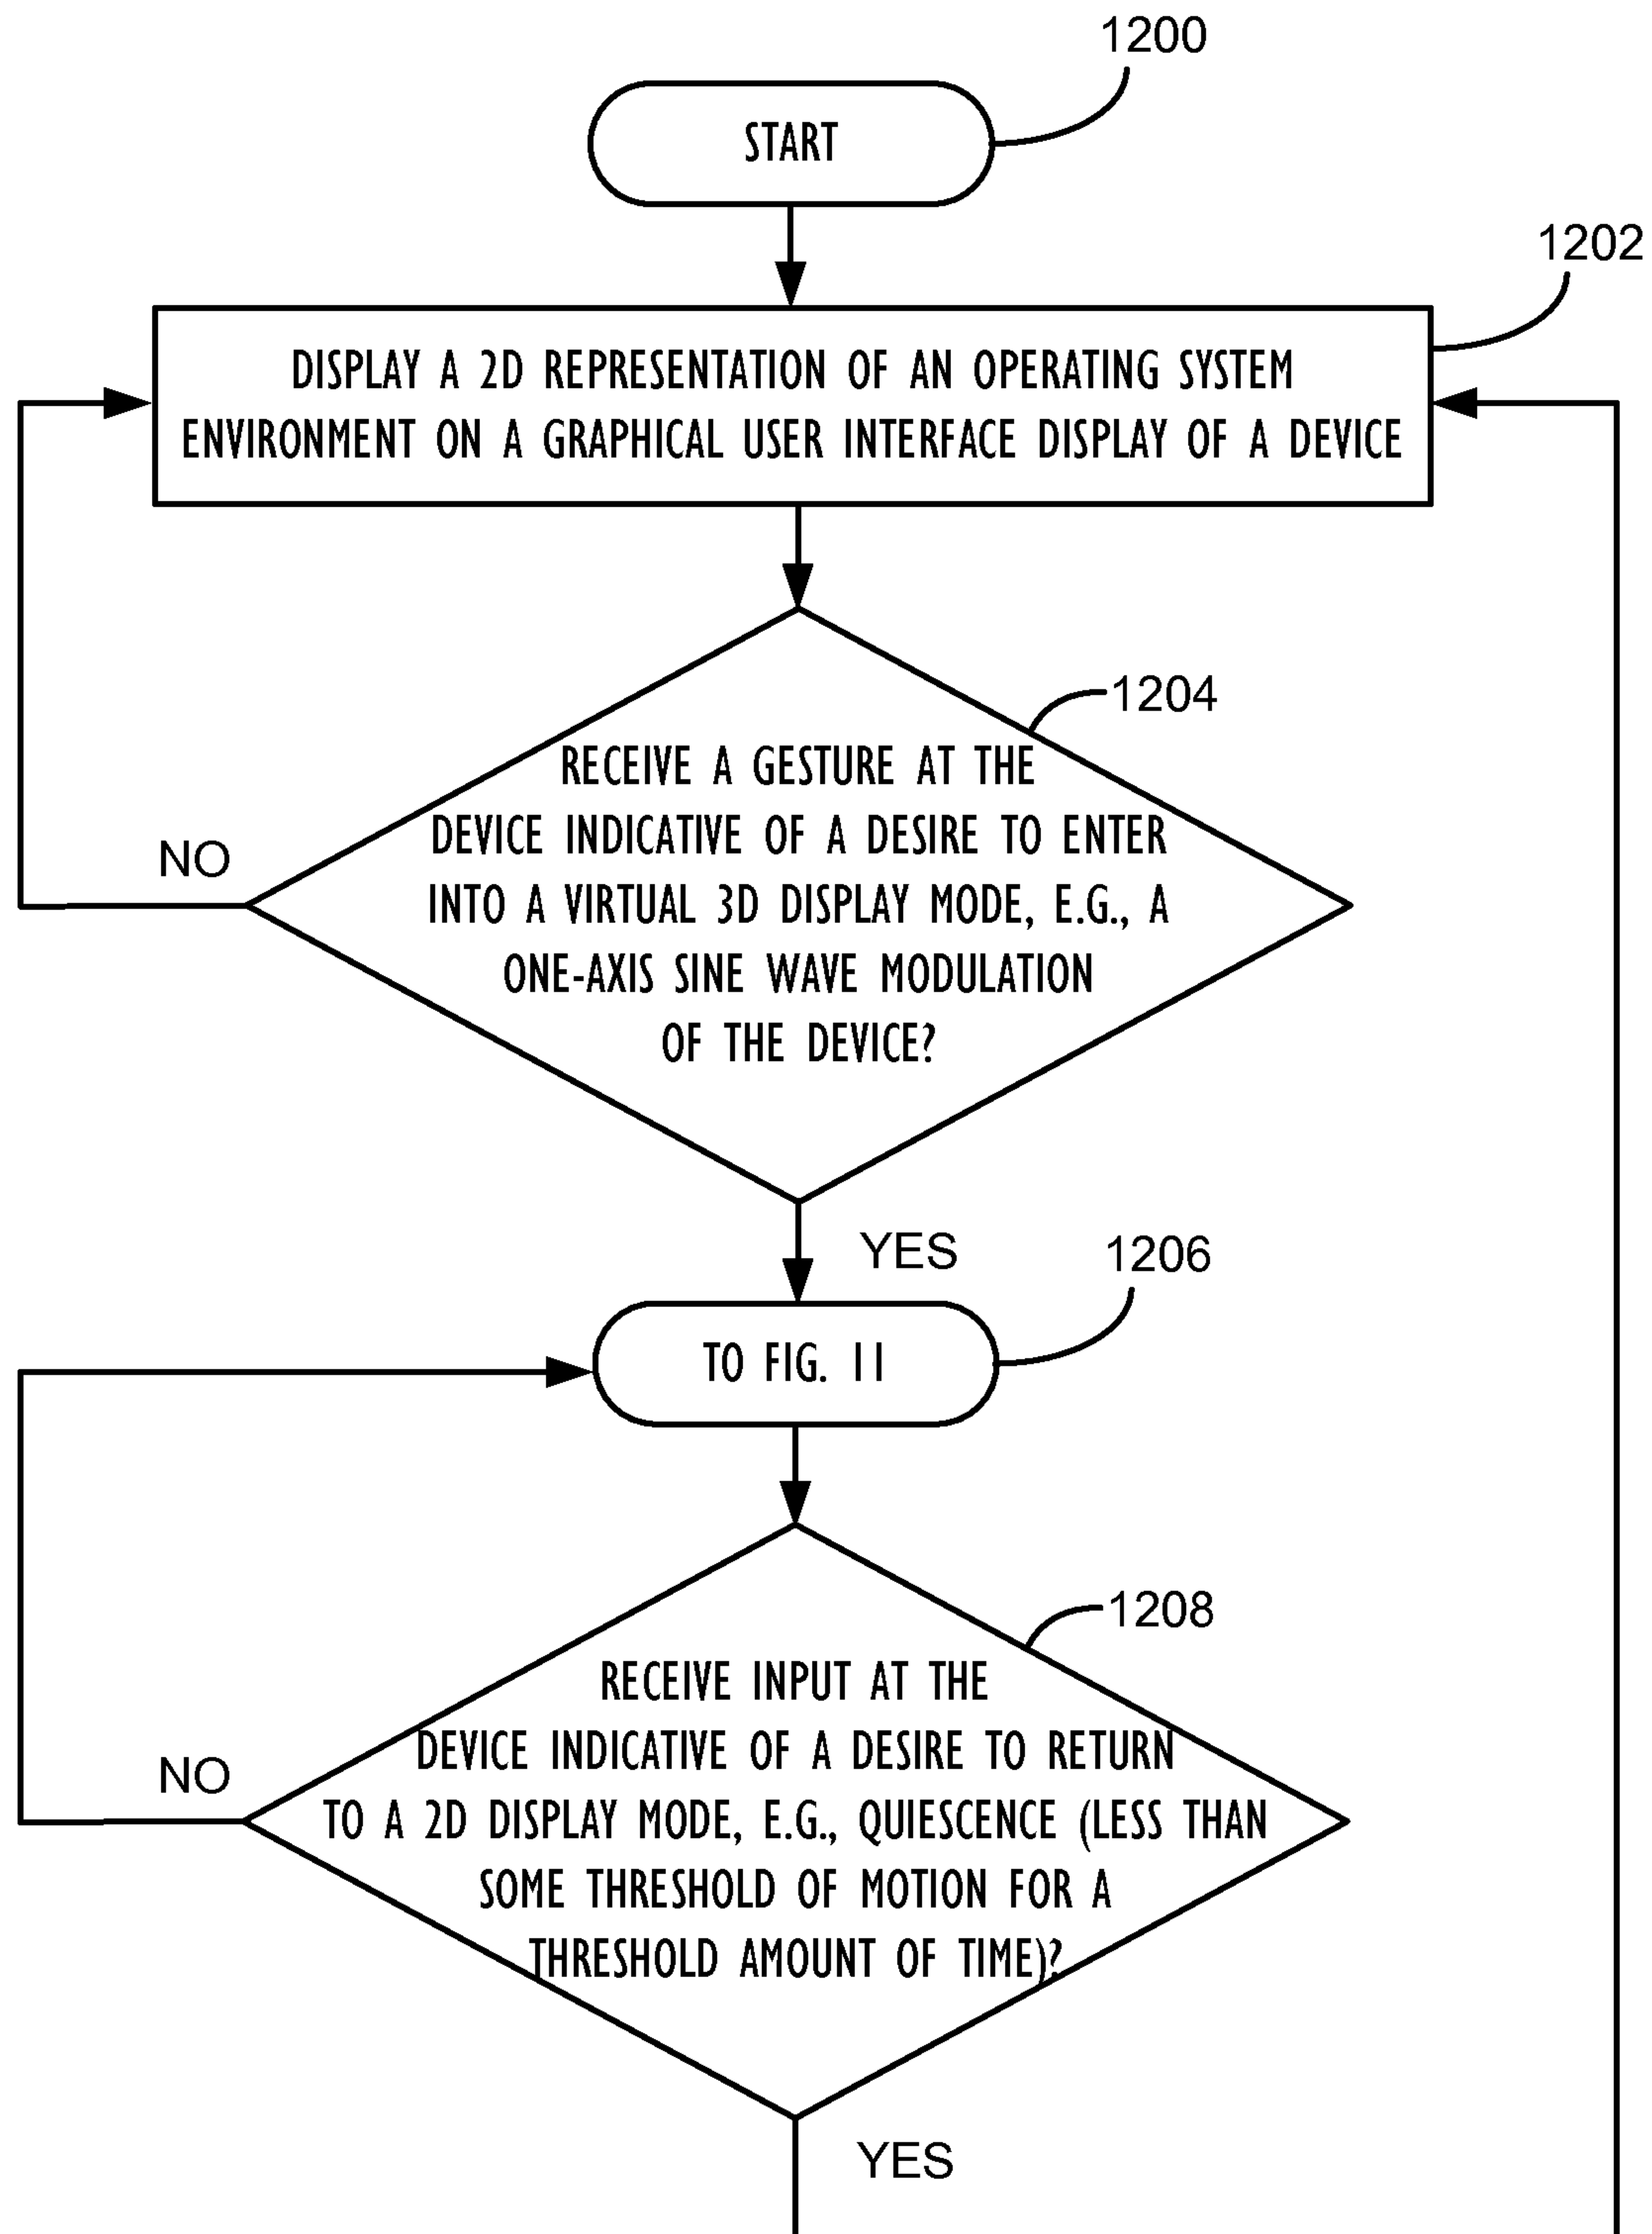 1200
START
1202
DISPLAY A 2D REPRESENTATION OF AN OPERATING SYSTEM
ENVIRONMENT ON A GRAPHICAL USER INTERFACE DISPLAY OF A DEVICE
1204
RECEIVE A GESTURE AT THE
DEVICE INDICATIVE OF A DESIRE TO ENTER
INTO A VIRTUAL 3D DISPLAY MODE, E.G., A
ONE-AXIS SINE WAVE MODULATION
OF THE DEVICE?
NO
YES
1206
TO FIG. 11
1208
RECEIVE INPUT AT THE
DEVICE INDICATIVE OF A DESIRE TO RETURN
TO A 2D DISPLAY MODE, E.G., QUIESCENCE (LESS THAN
SOME THRESHOLD OF MOTION FOR A
THRESHOLD AMOUNT OF TIME)?
NO
YES